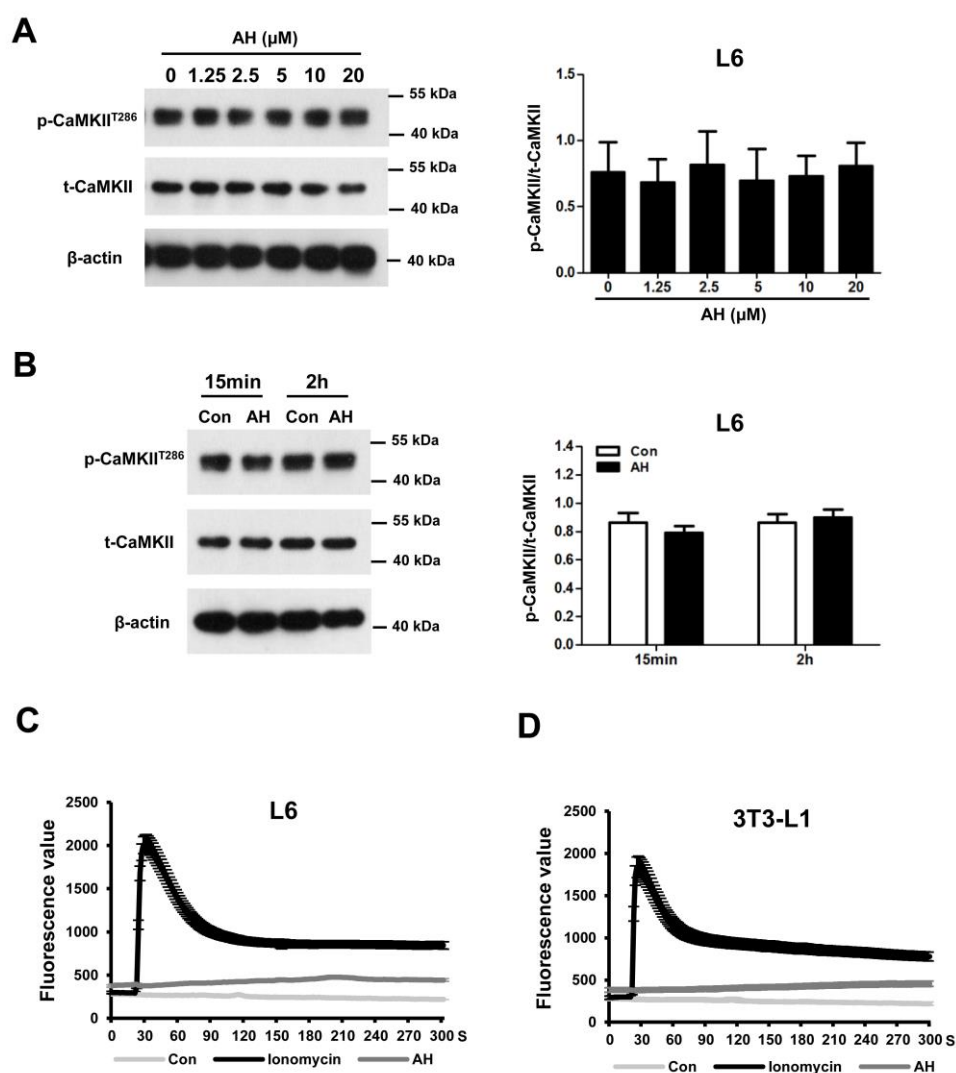 A
AH (μM)
0 1.25 2.5 5 10 20
p-CaMKII^T286
55 kDa
40 kDa
t-CaMKII
55 kDa
40 kDa
β-actin
40 kDa
L6
p-CaMKII/t-CaMKII
1.5
1.0
0.5
0.0
0 1.25 2.5 5 10 20
AH (μM)
B
15min 2h
Con AH Con AH
p-CaMKII^T286
55 kDa
40 kDa
t-CaMKII
55 kDa
40 kDa
β-actin
40 kDa
L6
Con
AH
p-CaMKII/t-CaMKII
1.4
1.2
1.0
0.8
0.6
0.4
0.2
0.0
15min 2h
C
L6
Fluorescence value
2500
2000
1500
1000
500
0
0 30 60 90 120 150 180 210 240 270 300 S
Con Ionomycin AH
D
3T3-L1
Fluorescence value
2500
2000
1500
1000
500
0
0 30 60 90 120 150 180 210 240 270 300 S
Con Ionomycin AH